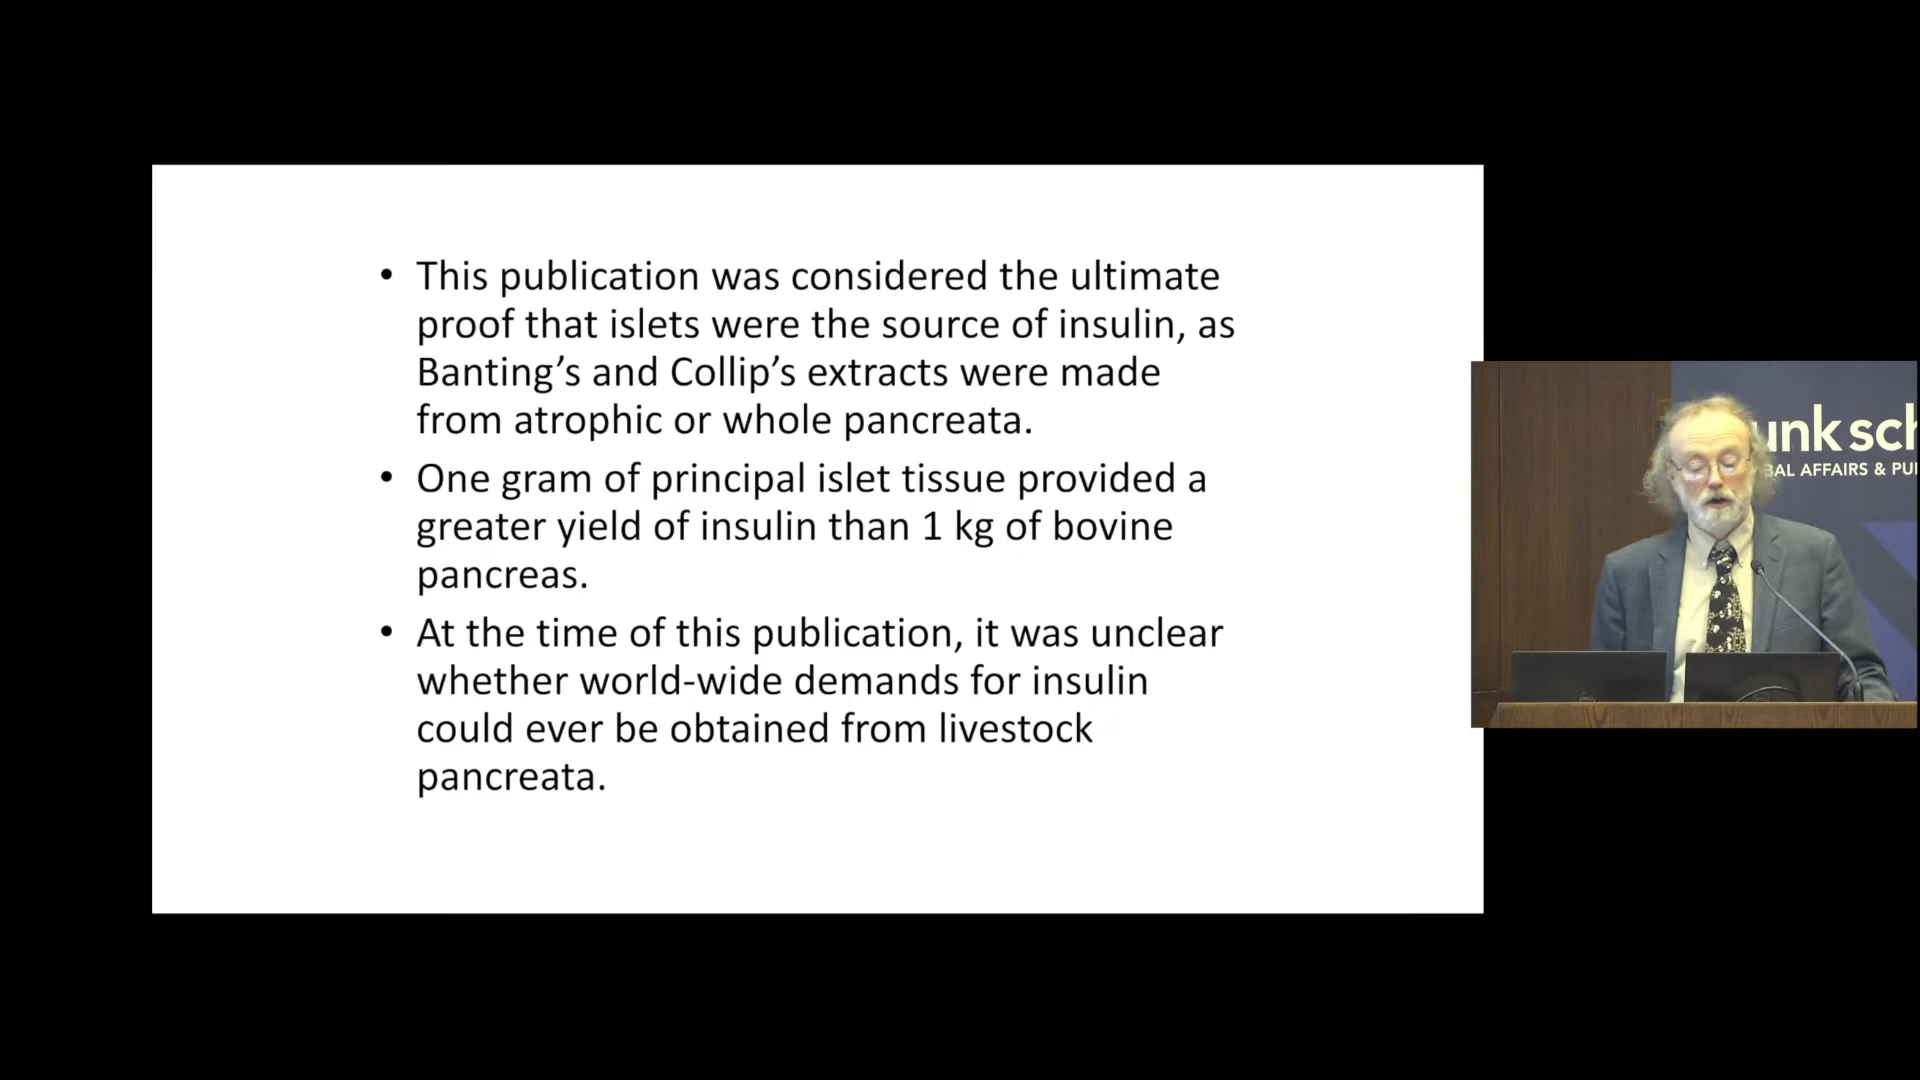 • This publication was considered the ultimate
proof that islets were the source of insulin, as
Banting’s and Collip’s extracts were made
from atrophic or whole pancreata.
• One gram of principal islet tissue provided a
greater yield of insulin than 1 kg of bovine
pancreas.
• At the time of this publication, it was unclear
whether world-wide demands for insulin
could ever be obtained from livestock
pancreata.
unk sch
BAL AFFAIRS & PU